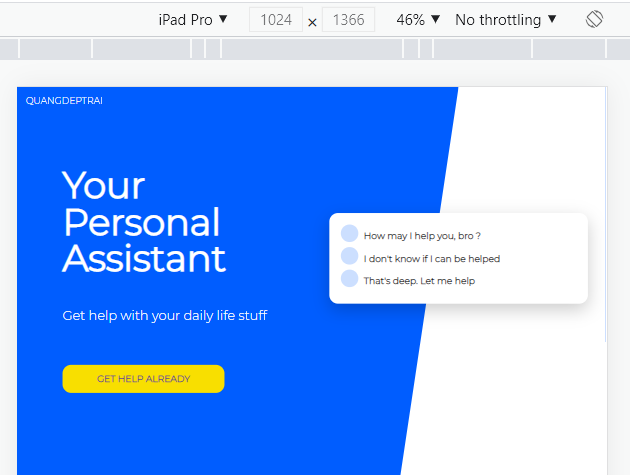 iPad Pro ▼ 1024 × 1366 46% ▼ No throttling ▼
QUANGDEPTRAI
Your
Personal
Assistant
Get help with your daily life stuff
GET HELP ALREADY
How may I help you, bro ?
I don't know if I can be helped
That's deep. Let me help